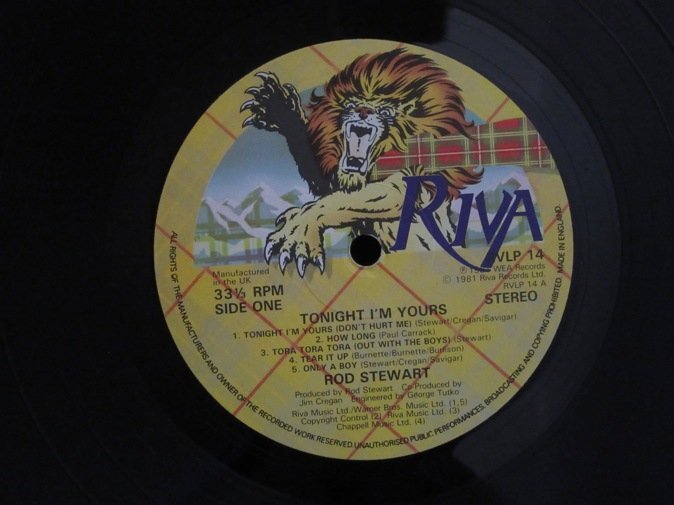 RIVA
RVLP 14
℗ 1981 WEA Records
© 1981 Riva Records Ltd.
RVLP 14 A
STEREO
Manufactured
in the UK
33⅓ RPM
SIDE ONE
TONIGHT I'M YOURS
1. TONIGHT I'M YOURS (DON'T HURT ME) (Stewart/Cregan/Savigar)
2. HOW LONG (Paul Carrack)
3. TORA TORA TORA (OUT WITH THE BOYS) (Stewart)
4. TEAR IT UP (Burnette/Burnette/Burlison)
5. ONLY A BOY (Stewart/Cregan/Savigar)
ROD STEWART
Produced by Rod Stewart Co-Produced by
Jim Cregan Engineered by George Tutko
Riva Music Ltd./Warner Bros. Music Ltd. (1,5)
Copyright Control (2) Riva Music Ltd. (3)
Chappell Music Ltd. (4)
ALL RIGHTS OF THE MANUFACTURERS AND OWNER OF THE RECORDED WORK RESERVED. UNAUTHORISED PUBLIC PERFORMANCES, BROADCASTING AND COPYING PROHIBITED. MADE IN ENGLAND.